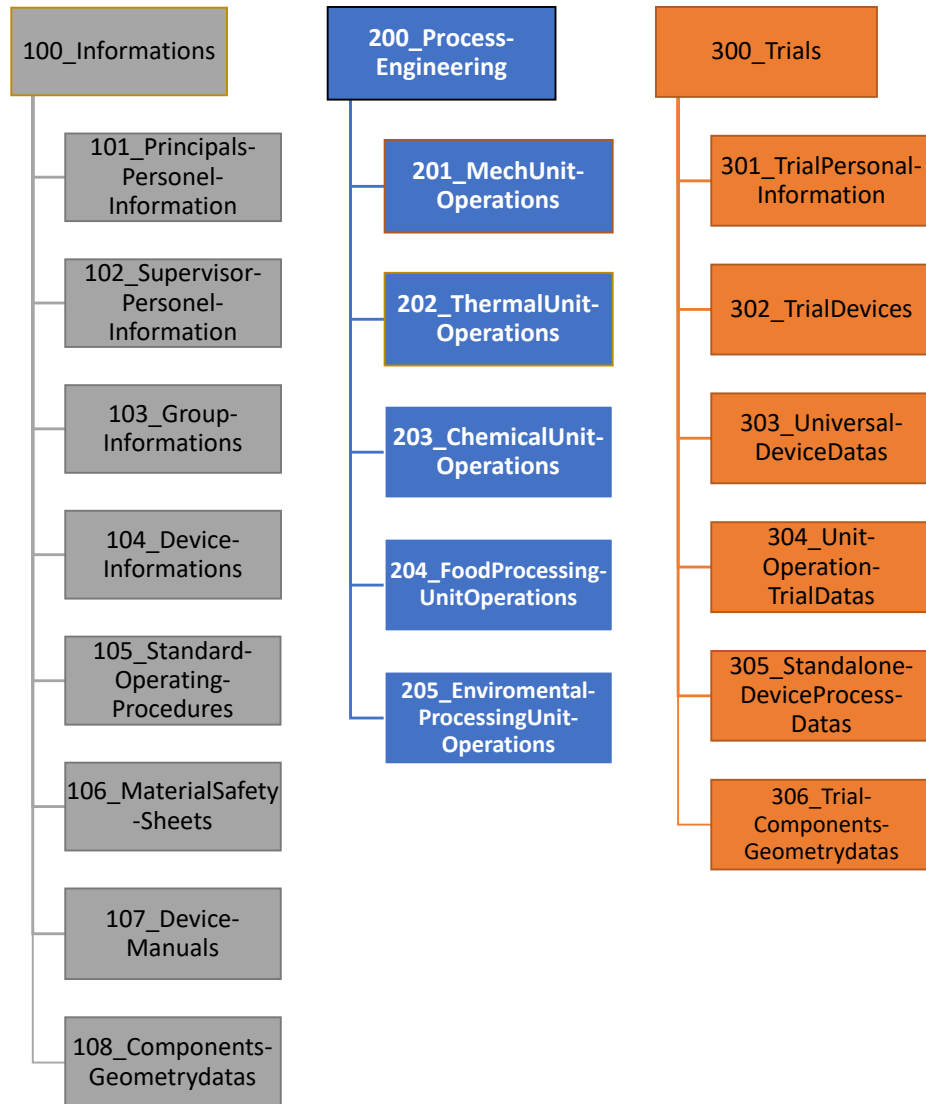 100_Informations
101_Principals-
Personel-
Information
102_Supervisor-
Personel-
Information
103_Group-
Informations
104_Device-
Informations
105_Standard-
Operating-
Procedures
106_MaterialSafety
-Sheets
107_Device-
Manuals
108_Components-
Geometrydatas
200_Process-
Engineering
201_MechUnit-
Operations
202_ThermalUnit-
Operations
203_ChemicalUnit-
Operations
204_FoodProcessing-
UnitOperations
205_Enviromental-
ProcessingUnit-
Operations
300_Trials
301_TrialPersonal-
Information
302_TrialDevices
303_Universal-
DeviceDatas
304_Unit-
Operation-
TrialDatas
305_Standalone-
DeviceProcess-
Datas
306_Trial-
Components-
Geometrydatas